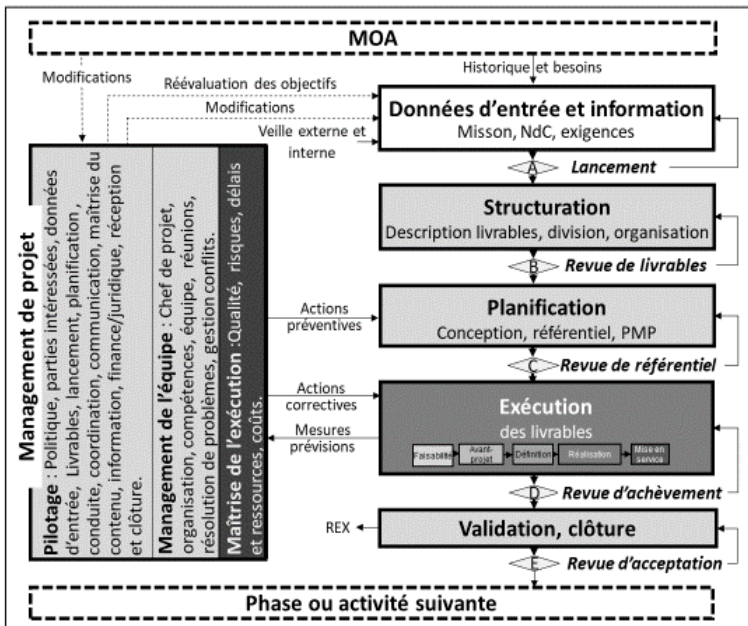 MOA
Modifications
Historique et besoins
Réévaluation des objectifs
Modifications
Veille externe et
interne
Données d'entrée et information
Misson, NdC, exigences
A
Lancement
Structuration
Description livrables, division, organisation
B
Revue de livrables
Planification
Conception, référentiel, PMP
C
Revue de référentiel
Exécution
des livrables
Faisabilité
Avant-
projet
Définition
Réalisation
Mise en
service
D
Revue d'achèvement
Validation, clôture
E
Revue d'acceptation
Phase ou activité suivante
Management de projet
Pilotage : Politique, parties intéressées, données
d'entrée, Livrables, lancement, planification ,
conduite, coordination, communication, maîtrise du
contenu, information, finance/juridique, réception
et clôture.
Management de l'équipe : Chef de projet,
organisation, compétences, équipe, réunions,
résolution de problèmes, gestion conflits.
Maîtrise de l'exécution :Qualité, risques, délais
et ressources, coûts.
Actions
préventives
Actions
correctives
Mesures
prévisions
REX